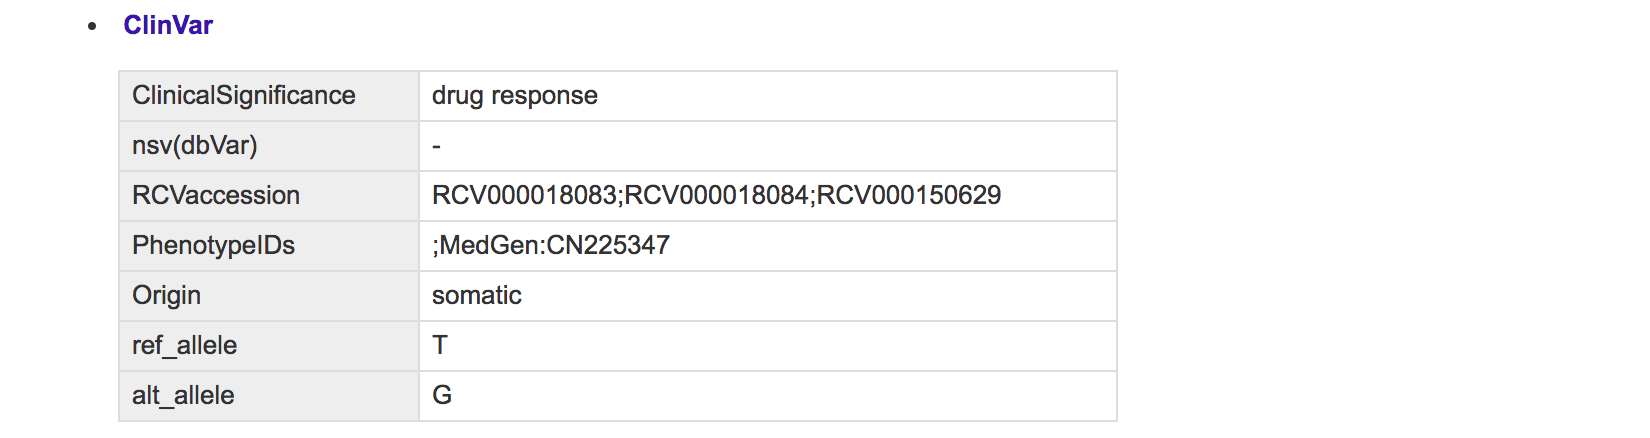 ClinVar
ClinicalSignificance drug response
nsv(dbVar) -
RCVaccession RCV000018083;RCV000018084;RCV000150629
PhenotypeIDs ;MedGen:CN225347
Origin somatic
ref_allele T
alt_allele G